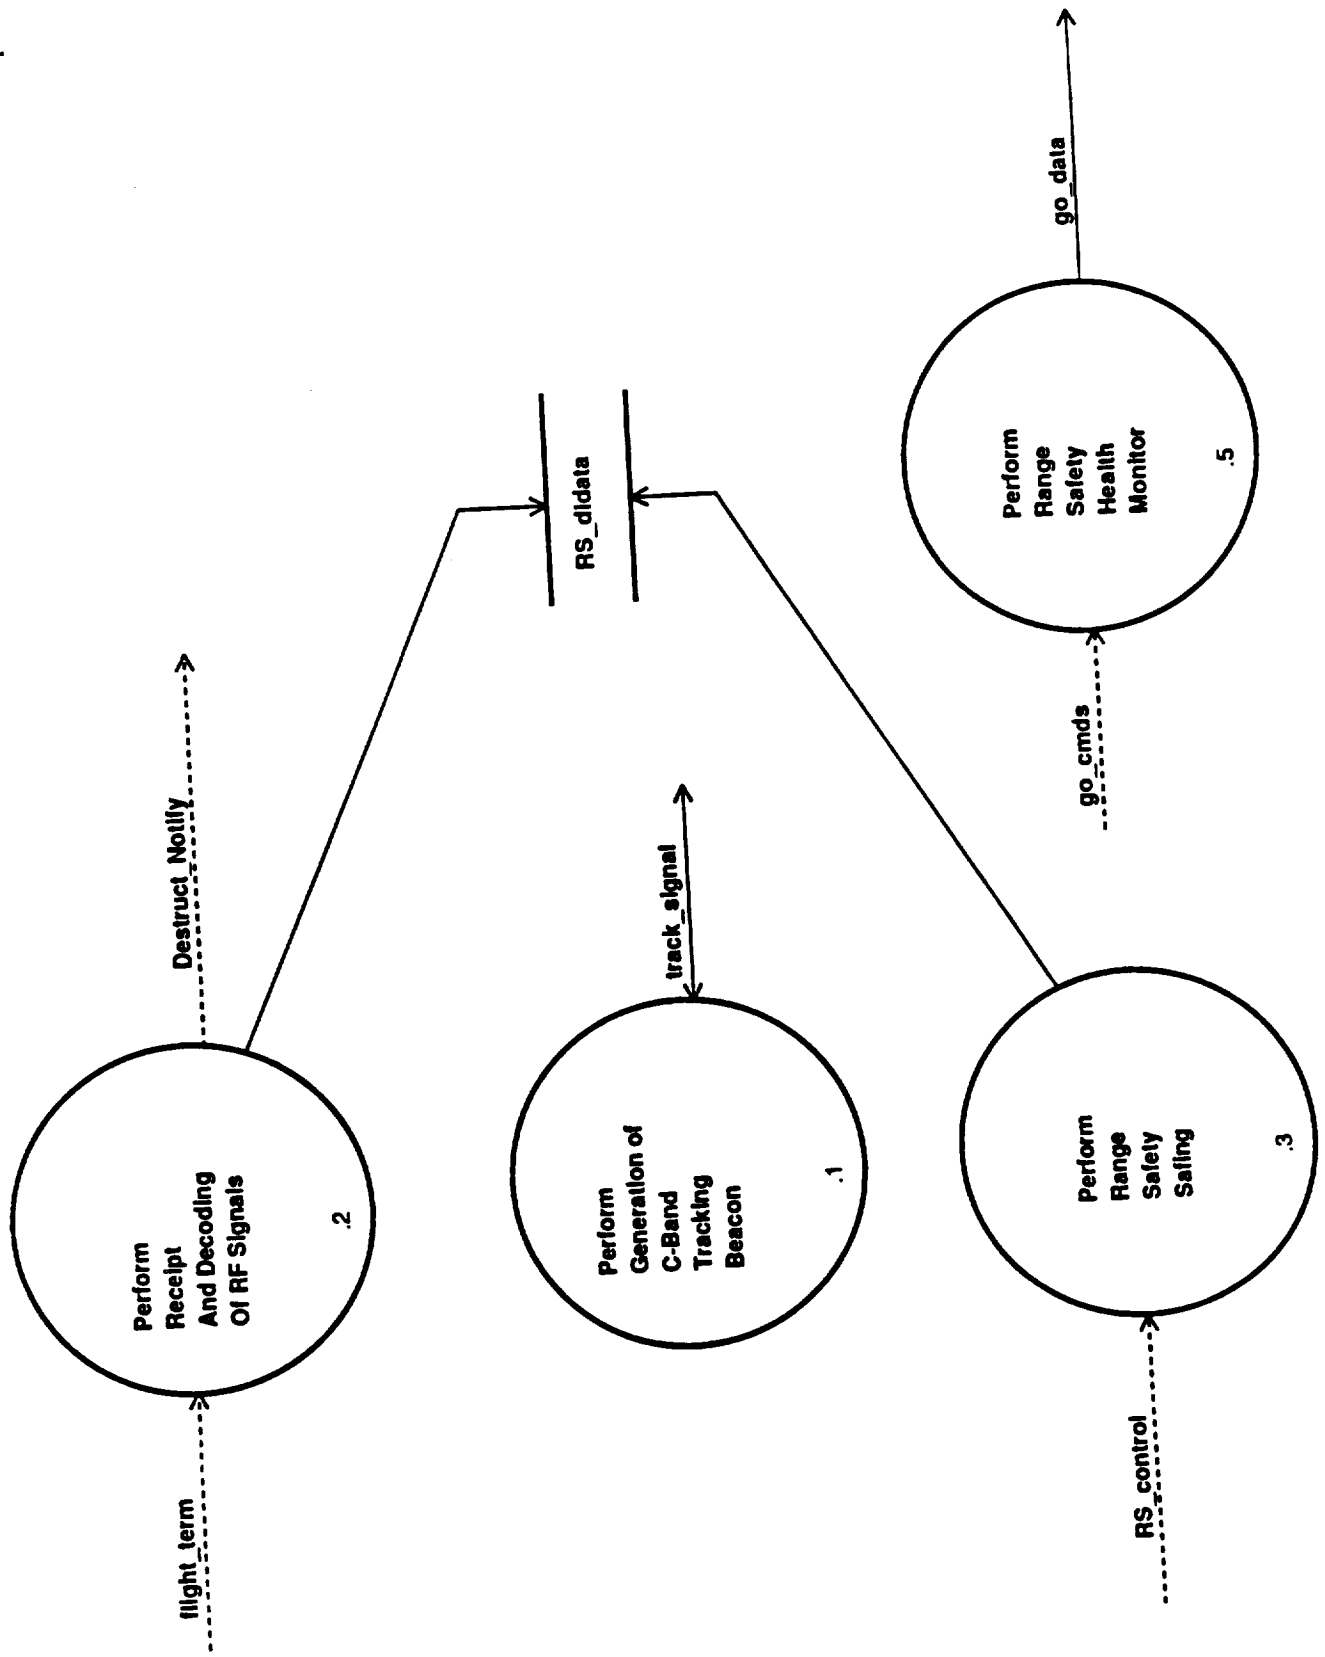 flight_term
Perform
Receipt
And Decoding
Of RF Signals
.2
Destruct_Notify
Perform
Generation of
C-Band
Tracking
Beacon
.1
track_signal
RS_dldata
RS_control
Perform
Range
Safety
Safing
.3
go_cmds
Perform
Range
Safety
Health
Monitor
.5
go_data